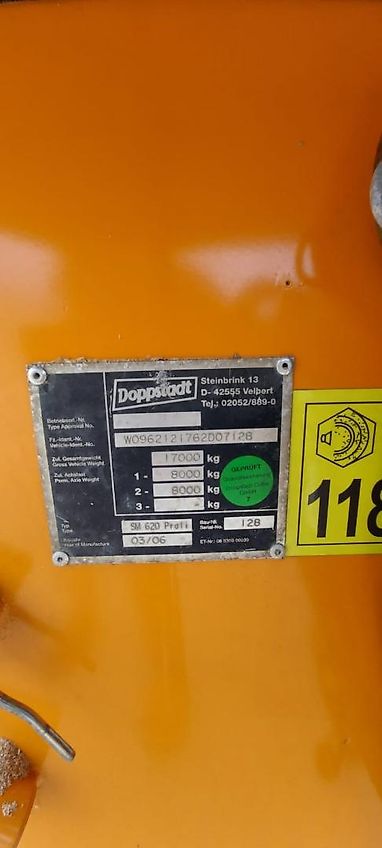 Doppstadt
Steinbrink 13
D- 42555 Velbert
Tel.: 02052/889-0
Betriebserl.-Nr.
Type Approval No.
Fz.-Ident.-Nr.
Vehicle-Ident.-No.
W09621217620D07128
Zul. Gesamtgewicht
Gross Vehicle Weight
17000 kg
Zul. Achslast
Perm. Axle Weight
1 - 8000 kg
2 - 8000 kg
3 - - kg
GEPRÜFT
GmbH
7
Typ
Type
SM 620 Profi
Bau-Nr.
Serial-No.
128
Baujahr
Year of Manufacture
03/06
118